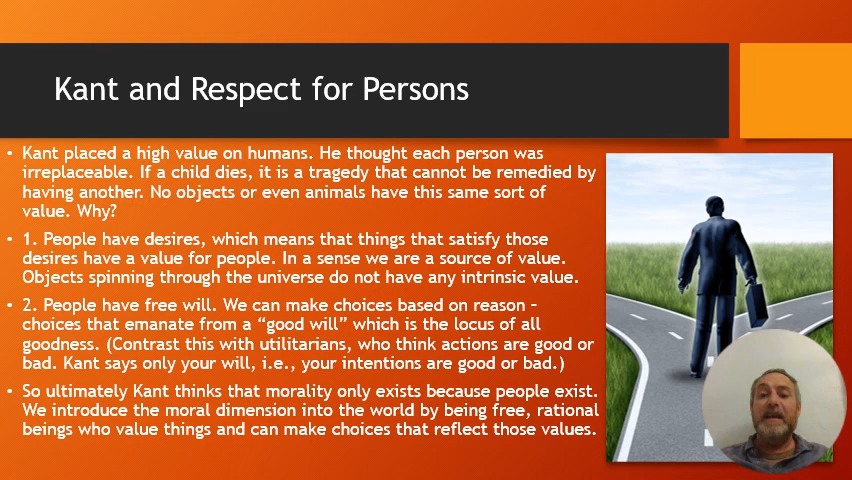 Kant and Respect for Persons
• Kant placed a high value on humans. He thought each person was
irreplaceable. If a child dies, it is a tragedy that cannot be remedied by
having another. No objects or even animals have this same sort of
value. Why?
• 1. People have desires, which means that things that satisfy those
desires have a value for people. In a sense we are a source of value.
Objects spinning through the universe do not have any intrinsic value.
• 2. People have free will. We can make choices based on reason –
choices that emanate from a “good will” which is the locus of all
goodness. (Contrast this with utilitarians, who think actions are good or
bad. Kant says only your will, i.e., your intentions are good or bad.)
• So ultimately Kant thinks that morality only exists because people exist.
We introduce the moral dimension into the world by being free, rational
beings who value things and can make choices that reflect those values.